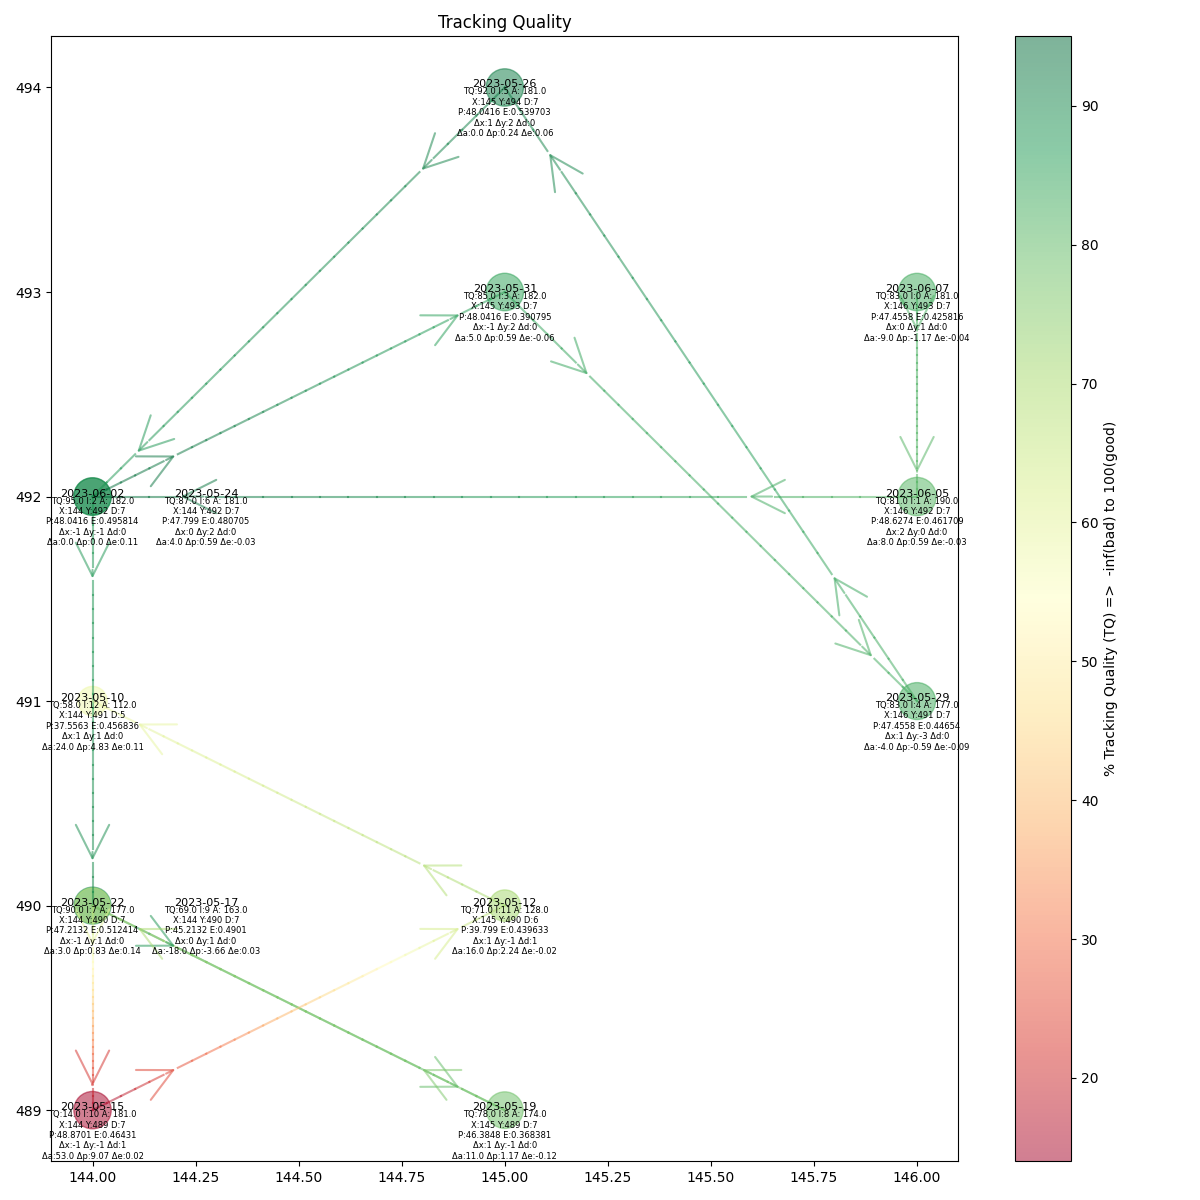 Tracking Quality
494
493
492
491
490
489
2023-05-26
TQ:92.0 I:5 A: 181.0
X:145 Y:494 D:7
P:48.0416 E:0.539703
Δx:1 Δy:2 Δd:0
Δa:0.0 Δp:0.24 Δe:0.06
2023-05-31
TQ:85.0 I:3 A: 182.0
X:145 Y:493 D:7
P:48.0416 E:0.390795
Δx:-1 Δy:2 Δd:0
Δa:5.0 Δp:0.59 Δe:-0.06
2023-06-07
TQ:83.0 I:0 A: 181.0
X:146 Y:493 D:7
P:47.4558 E:0.425816
Δx:0 Δy:1 Δd:0
Δa:-9.0 Δp:-1.17 Δe:-0.04
2023-06-02
TQ:95.0 I:2 A: 182.0
X:144 Y:492 D:7
P:48.0416 E:0.495814
Δx:-1 Δy:-1 Δd:0
Δa:0.0 Δp:0.0 Δe:0.11
2023-05-24
TQ:87.0 I:6 A: 181.0
X:144 Y:492 D:7
P:47.799 E:0.480705
Δx:0 Δy:2 Δd:0
Δa:4.0 Δp:0.59 Δe:-0.03
2023-06-05
TQ:81.0 I:1 A: 190.0
X:146 Y:492 D:7
P:48.6274 E:0.461709
Δx:2 Δy:0 Δd:0
Δa:8.0 Δp:0.59 Δe:-0.03
2023-05-10
TQ:58.0 I:12 A: 112.0
X:144 Y:491 D:5
P:37.5563 E:0.456836
Δx:1 Δy:1 Δd:0
Δa:24.0 Δp:4.83 Δe:0.11
2023-05-29
TQ:83.0 I:4 A: 177.0
X:146 Y:491 D:7
P:47.4558 E:0.44654
Δx:1 Δy:-3 Δd:0
Δa:-4.0 Δp:-0.59 Δe:-0.09
2023-05-22
TQ:90.0 I:7 A: 177.0
X:144 Y:490 D:7
P:47.2132 E:0.512414
Δx:-1 Δy:1 Δd:0
Δa:3.0 Δp:0.83 Δe:0.14
2023-05-17
TQ:69.0 I:9 A: 163.0
X:144 Y:490 D:7
P:45.2132 E:0.4901
Δx:0 Δy:1 Δd:0
Δa:-18.0 Δp:-3.66 Δe:0.03
2023-05-12
TQ:71.0 I:11 A: 128.0
X:145 Y:490 D:6
P:39.799 E:0.439633
Δx:1 Δy:-1 Δd:1
Δa:16.0 Δp:2.24 Δe:-0.02
2023-05-15
TQ:14.0 I:10 A: 181.0
X:144 Y:489 D:7
P:48.8701 E:0.46431
Δx:-1 Δy:-1 Δd:1
Δa:53.0 Δp:9.07 Δe:0.02
2023-05-19
TQ:78.0 I:8 A: 174.0
X:145 Y:489 D:7
P:46.3848 E:0.368381
Δx:1 Δy:-1 Δd:0
Δa:11.0 Δp:1.17 Δe:-0.12
144.00 144.25 144.50 144.75 145.00 145.25 145.50 145.75 146.00
90
80
70
60
50
40
30
20
% Tracking Quality (TQ) => -inf(bad) to 100(good)